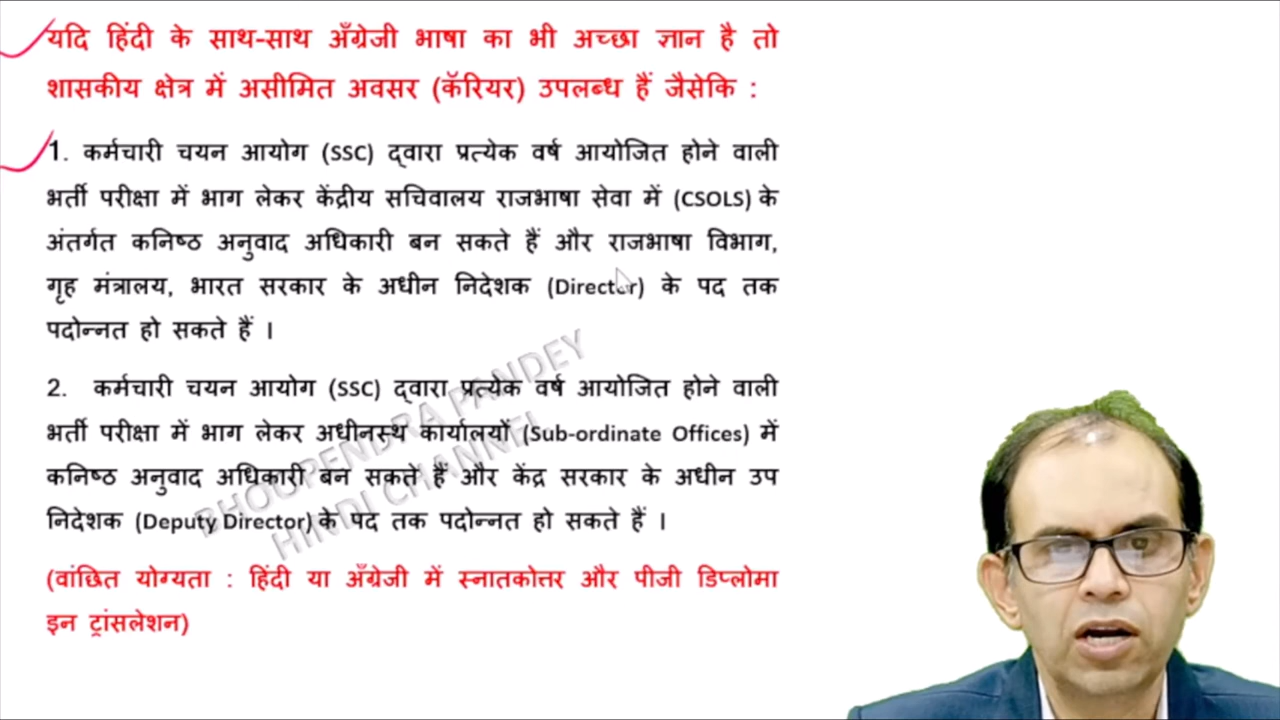 यदि हिंदी के साथ-साथ अँग्रेजी भाषा का भी अच्छा ज्ञान है तो
शासकीय क्षेत्र में असीमित अवसर (कॅरियर) उपलब्ध हैं जैसेकि :
1. कर्मचारी चयन आयोग (SSC) द्वारा प्रत्येक वर्ष आयोजित होने वाली
भर्ती परीक्षा में भाग लेकर केंद्रीय सचिवालय राजभाषा सेवा में (CSOLS) के
अंतर्गत कनिष्ठ अनुवाद अधिकारी बन सकते हैं और राजभाषा विभाग,
गृह मंत्रालय, भारत सरकार के अधीन निदेशक (Director) के पद तक
पदोन्नत हो सकते हैं ।
2. कर्मचारी चयन आयोग (SSC) द्वारा प्रत्येक वर्ष आयोजित होने वाली
भर्ती परीक्षा में भाग लेकर अधीनस्थ कार्यालयों (Sub-ordinate Offices) में
कनिष्ठ अनुवाद अधिकारी बन सकते हैं और केंद्र सरकार के अधीन उप
निदेशक (Deputy Director) के पद तक पदोन्नत हो सकते हैं ।
(वांछित योग्यता : हिंदी या अँग्रेजी में स्नातकोत्तर और पीजी डिप्लोमा
इन ट्रांसलेशन)
BHOOPENDRA PANDEY
HINDI CHANNEL